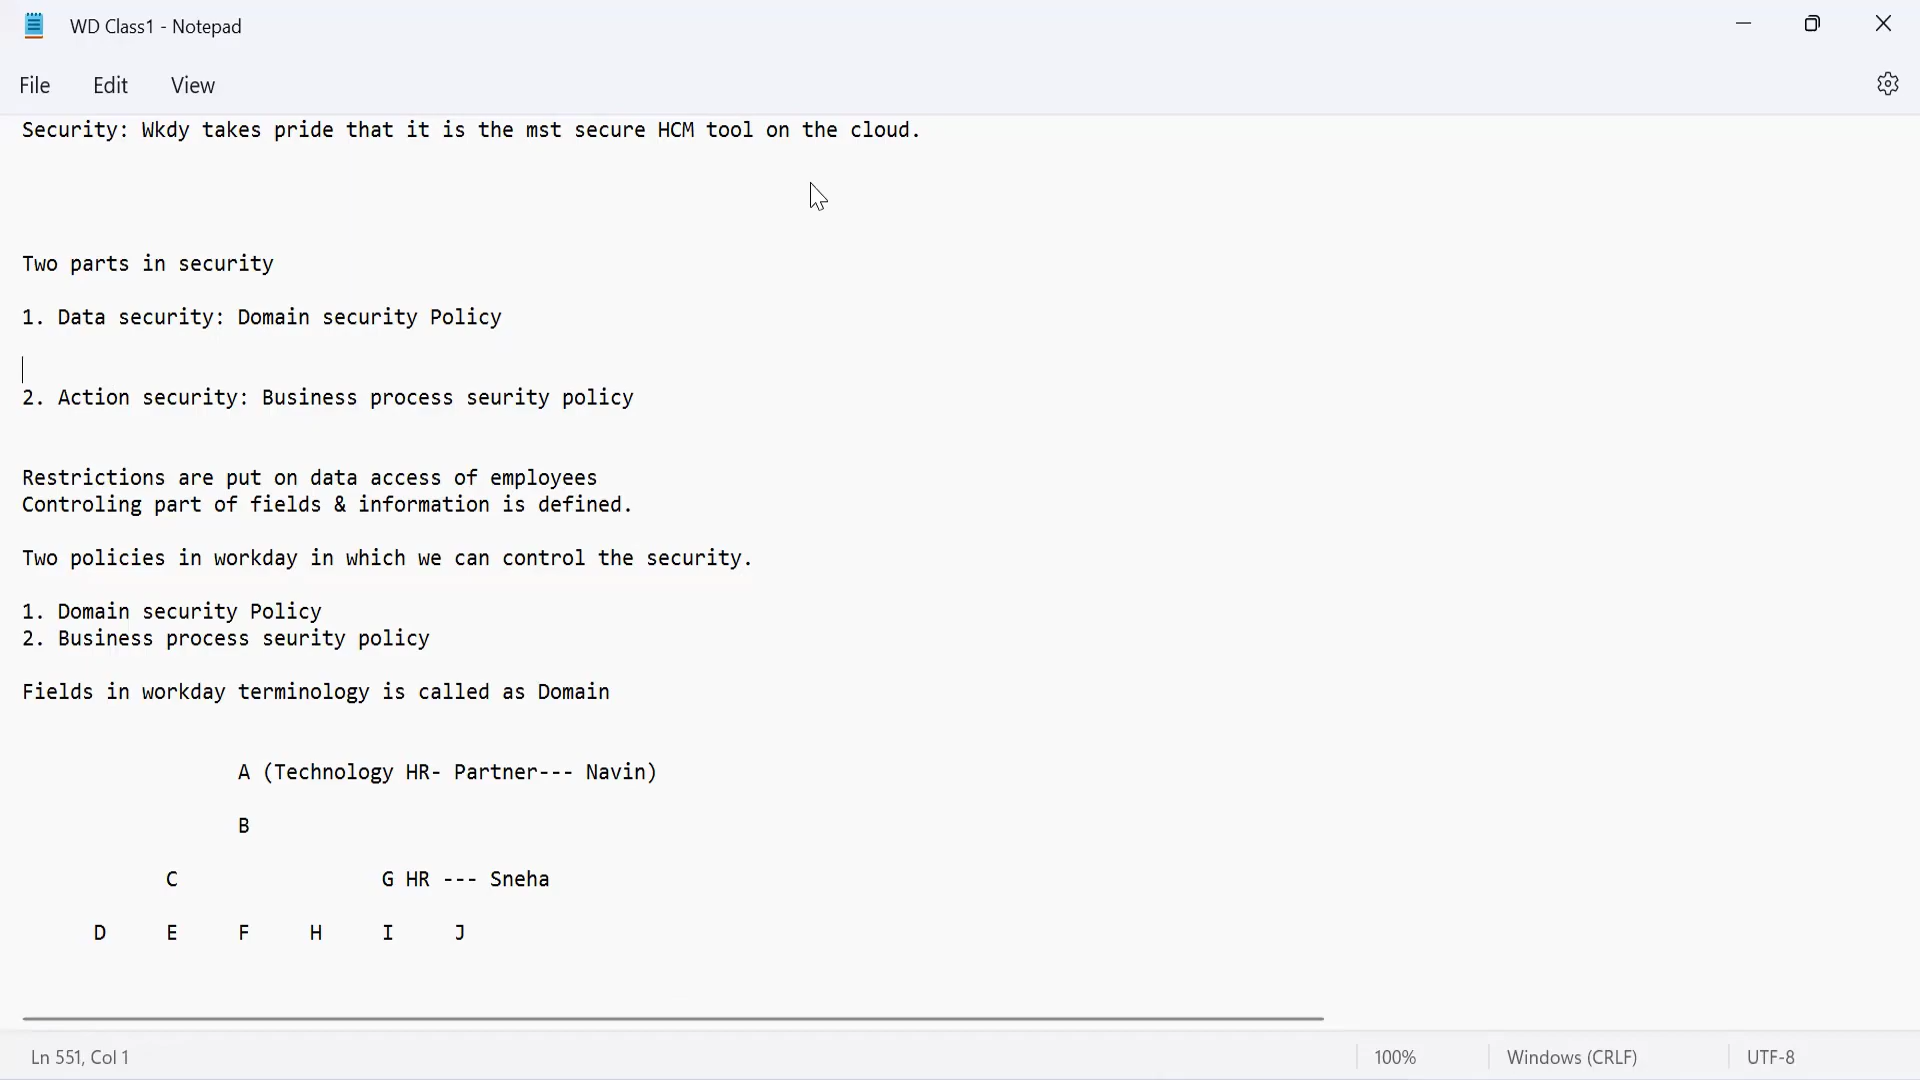 WD Class1 - Notepad
File Edit View
Security: Wkdy takes pride that it is the mst secure HCM tool on the cloud.
Two parts in security
1. Data security: Domain security Policy
2. Action security: Business process seurity policy
Restrictions are put on data access of employees
Controling part of fields & information is defined.
Two policies in workday in which we can control the security.
1. Domain security Policy
2. Business process seurity policy
Fields in workday terminology is called as Domain
A (Technology HR- Partner--- Navin)
B
C G HR --- Sneha
D E F H I J
Ln 551, Col 1 100% Windows (CRLF) UTF-8